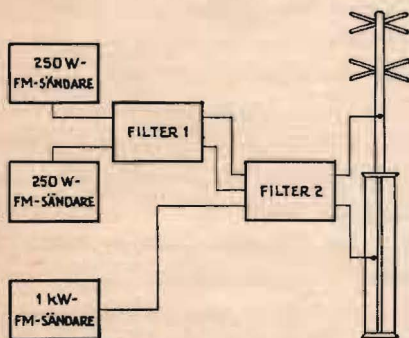 250 W-
FM-SÄNDARE
FILTER 1
250 W-
FM-SÄNDARE
FILTER 2
1 kW-
FM-SÄNDARE